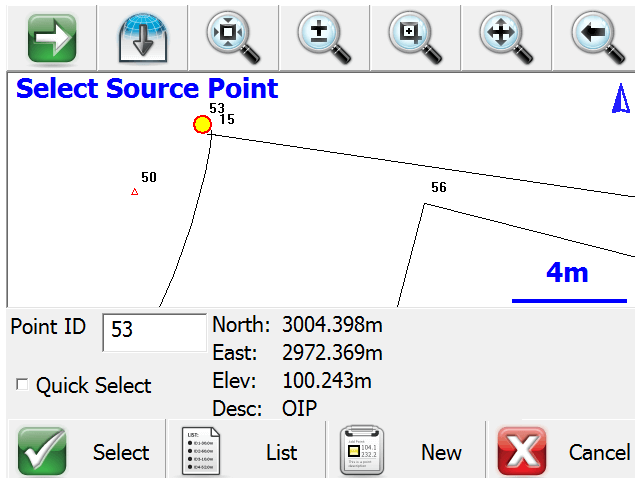 Select Source Point
53
15
50
56
4m
Point ID 53
North: 3004.398m
East: 2972.369m
Quick Select
Elev: 100.243m
Desc: OIP
Select List New Cancel